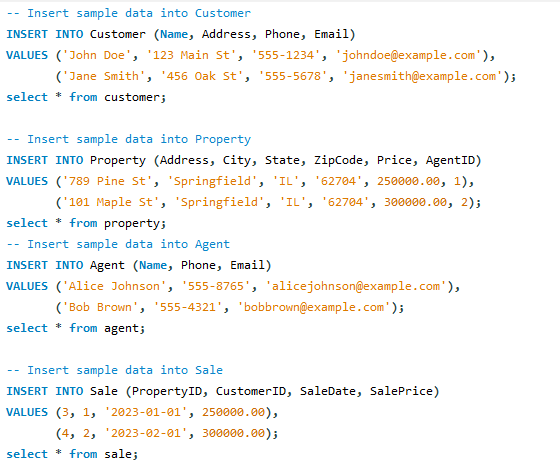 -- Insert sample data into Customer
INSERT INTO Customer (Name, Address, Phone, Email)
VALUES ('John Doe', '123 Main St', '555-1234', 'johndoe@example.com'),
('Jane Smith', '456 Oak St', '555-5678', 'janesmith@example.com');
select * from customer;
-- Insert sample data into Property
INSERT INTO Property (Address, City, State, ZipCode, Price, AgentID)
VALUES ('789 Pine St', 'Springfield', 'IL', '62704', 250000.00, 1),
('101 Maple St', 'Springfield', 'IL', '62704', 300000.00, 2);
select * from property;
-- Insert sample data into Agent
INSERT INTO Agent (Name, Phone, Email)
VALUES ('Alice Johnson', '555-8765', 'alicejohnson@example.com'),
('Bob Brown', '555-4321', 'bobbrown@example.com');
select * from agent;
-- Insert sample data into Sale
INSERT INTO Sale (PropertyID, CustomerID, SaleDate, SalePrice)
VALUES (3, 1, '2023-01-01', 250000.00),
(4, 2, '2023-02-01', 300000.00);
select * from sale;